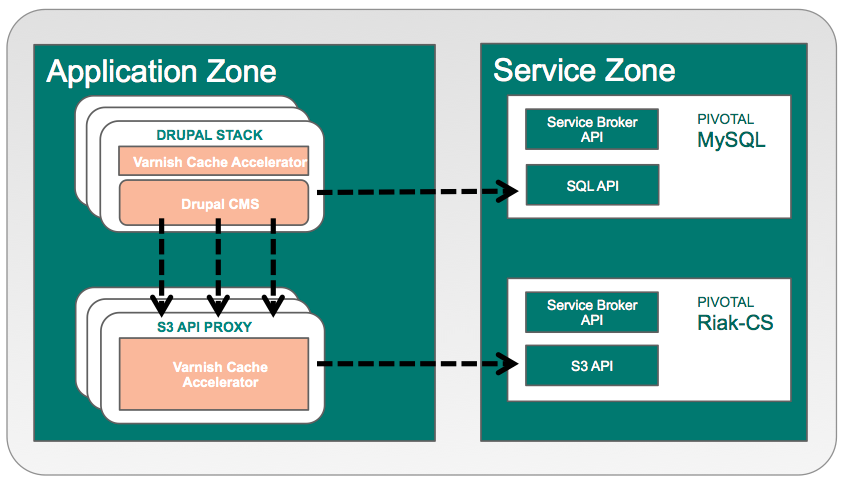 Application Zone
DRUPAL STACK
Varnish Cache Accelerator
Drupal CMS
S3 API PROXY
Varnish Cache
Accelerator
Service Zone
Service Broker
API
SQL API
PIVOTAL
MySQL
Service Broker
API
S3 API
PIVOTAL
Riak-CS